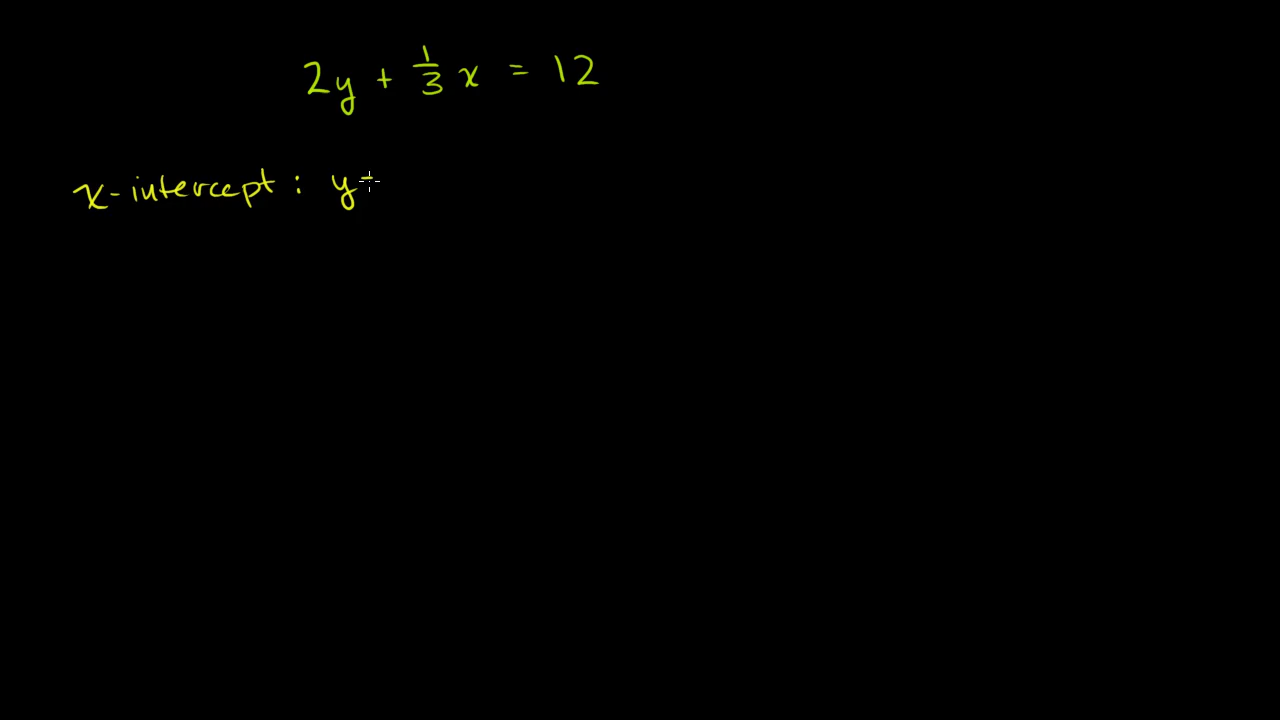 2y + 1/3 x = 12
x-intercept: y=